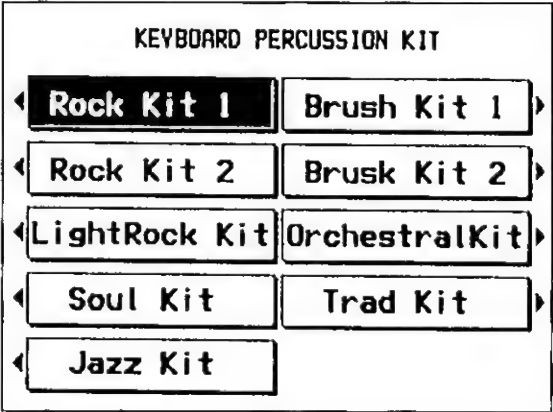 KEYBOARD PERCUSSION KIT
Rock Kit 1 Brush Kit 1
Rock Kit 2 Brusk Kit 2
LightRock Kit OrchestralKit
Soul Kit Trad Kit
Jazz Kit